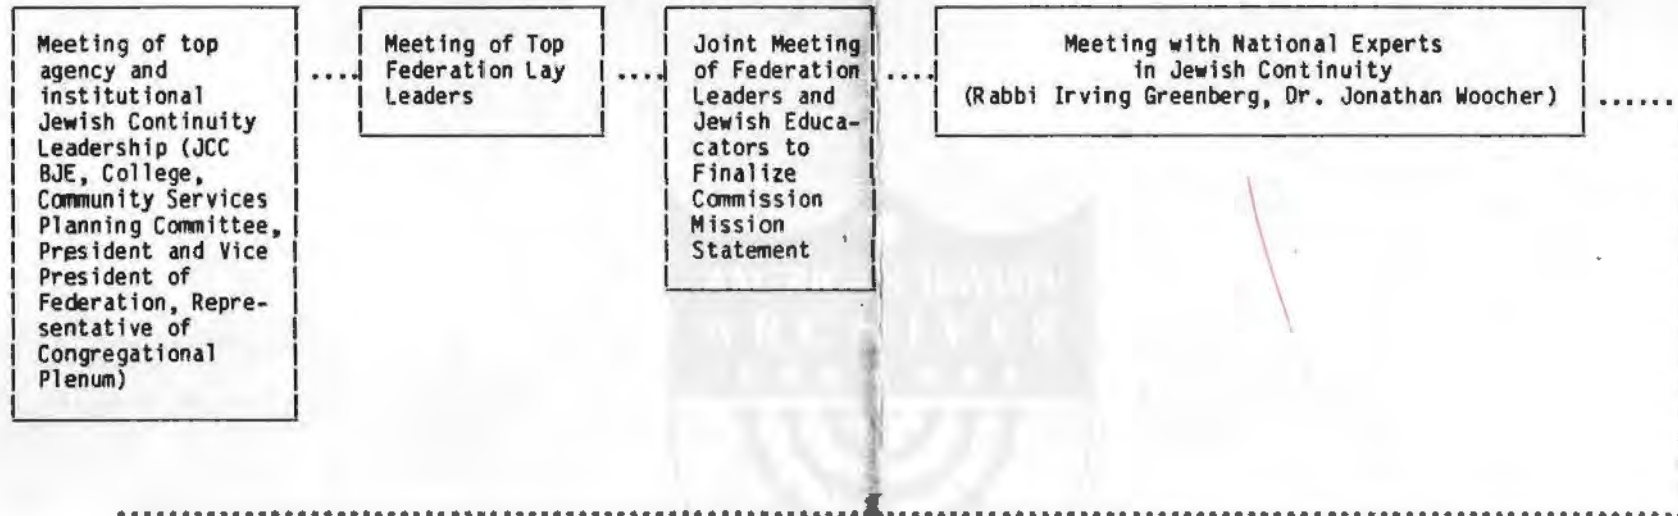 Meeting of top
agency and
institutional
Jewish Continuity
Leadership (JCC
BJE, College,
Community Services
Planning Committee,
President and Vice
President of
Federation, Repre-
sentative of
Congregational
Plenum)
....
Meeting of Top
Federation Lay
Leaders
....
Joint Meeting
of Federation
Leaders and
Jewish Educa-
cators to
Finalize
Commission
Mission
Statement
....
Meeting with National Experts
in Jewish Continuity
(Rabbi Irving Greenberg, Dr. Jonathan Woocher)
......
ARCHIVES